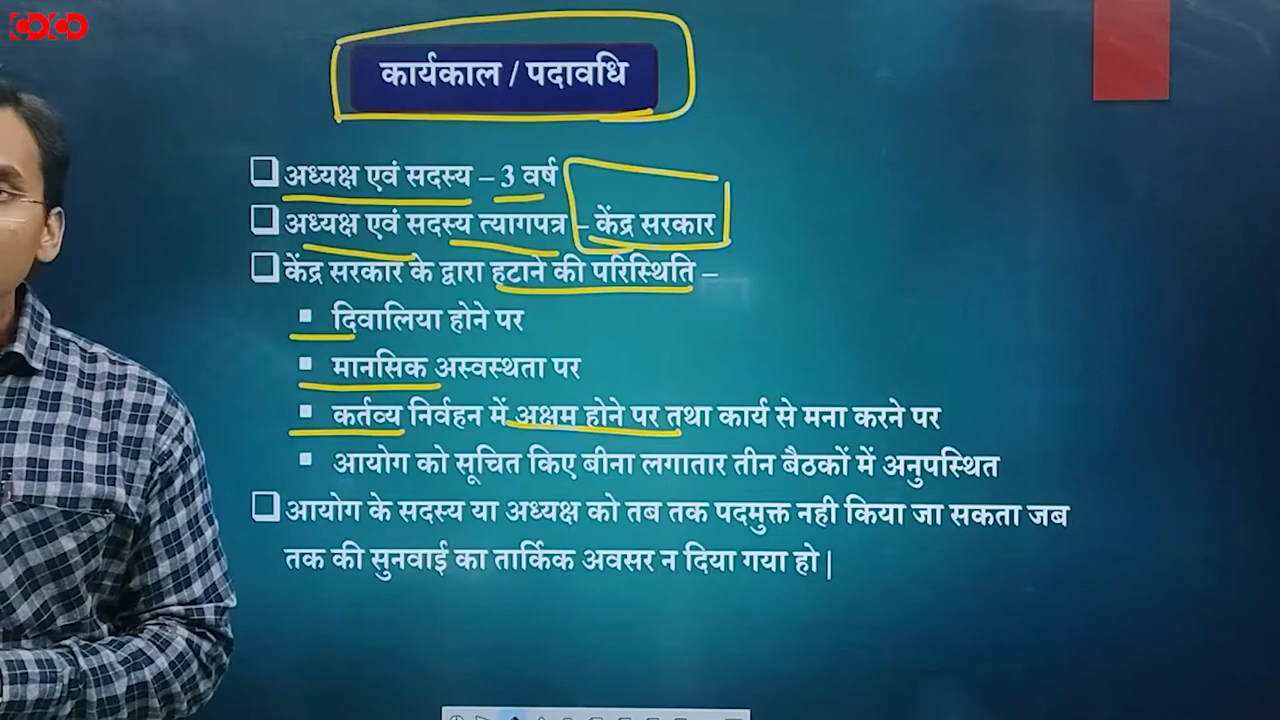 COCO
कार्यकाल / पदावधि
अध्यक्ष एवं सदस्य – 3 वर्ष
अध्यक्ष एवं सदस्य त्यागपत्र – केंद्र सरकार
केंद्र सरकार के द्वारा हटाने की परिस्थिति –
दिवालिया होने पर
मानसिक अस्वस्थता पर
कर्तव्य निर्वहन में अक्षम होने पर तथा कार्य से मना करने पर
आयोग को सूचित किए बीना लगातार तीन बैठकों में अनुपस्थित
आयोग के सदस्य या अध्यक्ष को तब तक पदमुक्त नही किया जा सकता जब
तक की सुनवाई का तार्किक अवसर न दिया गया हो |